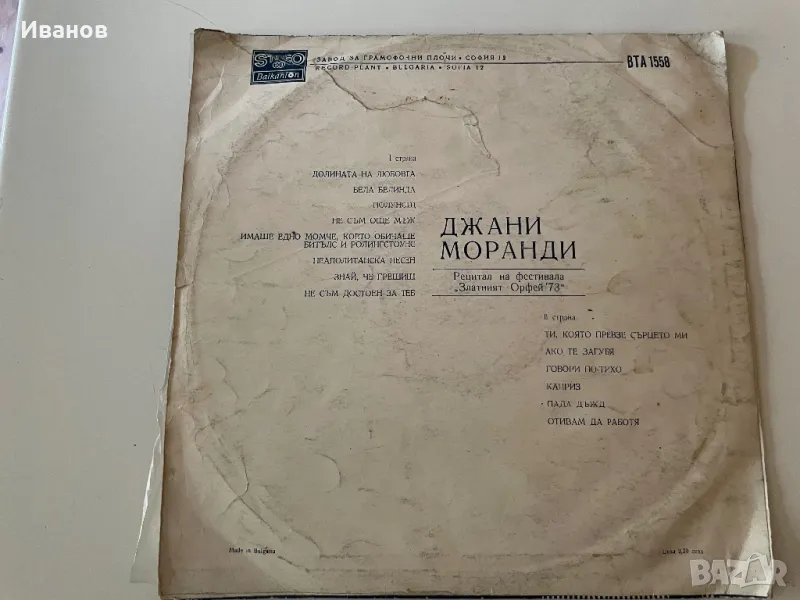 Иванов
STEREO
Balkanton
ЗАВОД ЗА ГРАМОФОННИ ПЛОЧИ • СОФИЯ 12
RECORD PLANT • BULGARIA • SOFIA 12
ВТА 1558
I страна
ДОЛИНАТА НА ЛЮБОВТА
БЕЛА БЕЛИНДА
ПОЛУНОЩ
НЕ СЪМ ОЩЕ МЪЖ
ИМАШЕ ЕДНО МОМЧЕ, КОЕТО ОБИЧАШЕ
БИТЪЛС И РОЛИНГСТОУНС
НЕАПОЛИТАНСКА ПЕСЕН
ЗНАЙ, ЧЕ ГРЕШИШ
НЕ СЪМ ДОСТОЕН ЗА ТЕБ
ДЖАНИ
МОРАНДИ
Рецитал на фестивала
„Златният Орфей'73“
II страна
ТИ, КОЯТО ПРЕВЗЕ СЪРЦЕТО МИ
АКО ТЕ ЗАГУБЯ
ГОВОРИ ПО-ТИХО
КАПРИЗ
ПАДА ДЪЖД
ОТИВАМ ДА РАБОТЯ
Made in Bulgaria
Цена
BAZAR